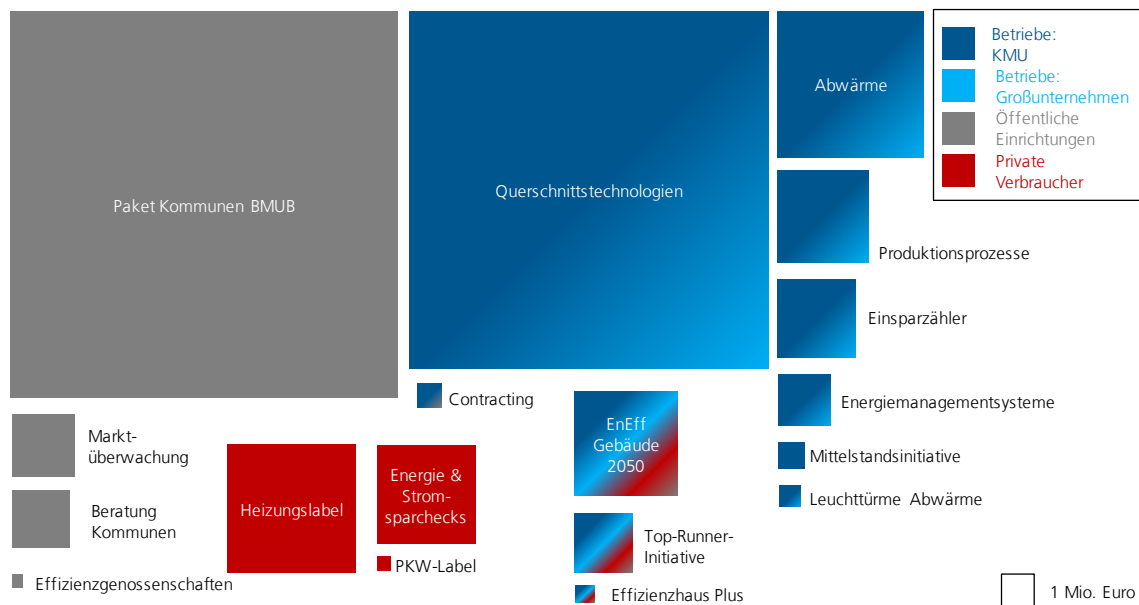 Paket Kommunen BMUB
Querschnittstechnologien
Abwärme
Betriebe:
KMU
Betriebe:
Großunternehmen
Öffentliche
Einrichtungen
Private
Verbraucher
Produktionsprozesse
Einsparzähler
Energiemanagementsysteme
Mittelstandsinitiative
Leuchttürme Abwärme
Contracting
EnEff
Gebäude
2050
Top-Runner-
Initiative
Effizienzhaus Plus
Markt-
überwachung
Beratung
Kommunen
Effizienzgenossenschaften
Heizungslabel
Energie &
Strom-
sparchecks
PKW-Label
1 Mio. Euro